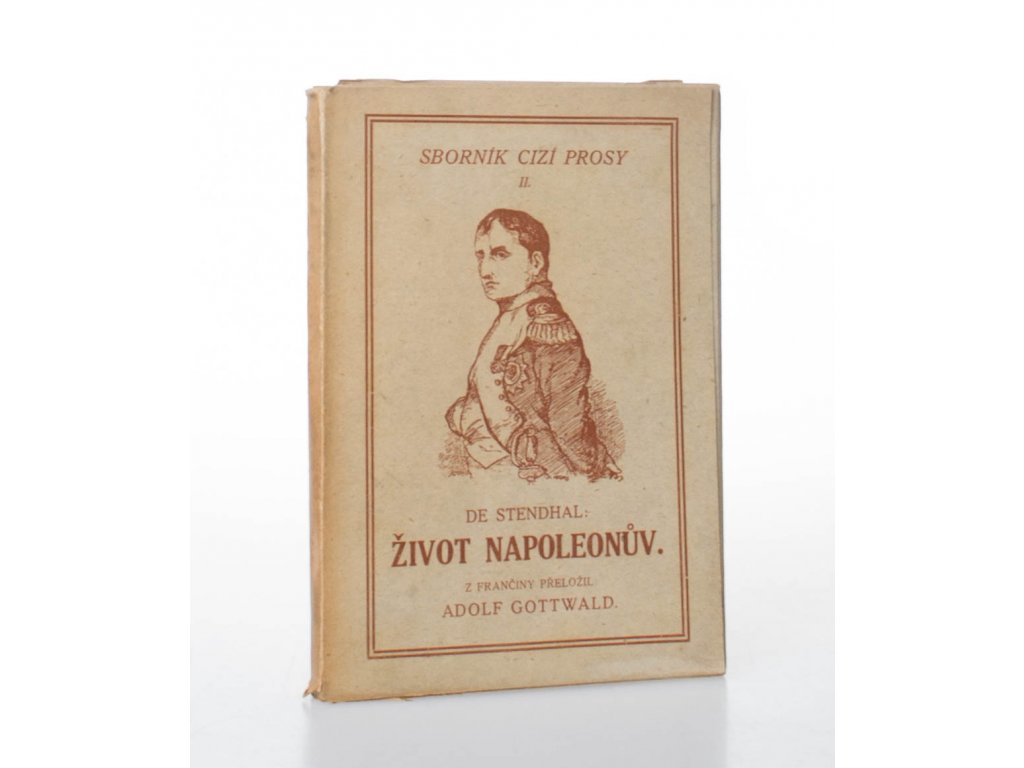 SBORNÍK CIZÍ PROSY
II.
DE STENDHAL:
ŽIVOT NAPOLEONŮV.
Z FRANČINY PŘELOŽIL
ADOLF GOTTWALD.